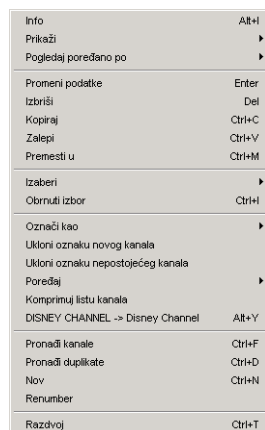 Info Alt+I
Prikaži
Pogledaj poređano po
Promeni podatke Enter
Izbriši Del
Kopiraj Ctrl+C
Zalepi Ctrl+V
Premesti u Ctrl+M
Izaberi
Obrnuti izbor Ctrl+I
Označi kao
Ukloni oznaku novog kanala
Ukloni oznaku nepostojećeg kanala
Poređaj
Komprimuj listu kanala
DISNEY CHANNEL -> Disney Channel Alt+Y
Pronađi kanale Ctrl+F
Pronađi duplikate Ctrl+D
Nov Ctrl+N
Renumber
Razdvoj Ctrl+T